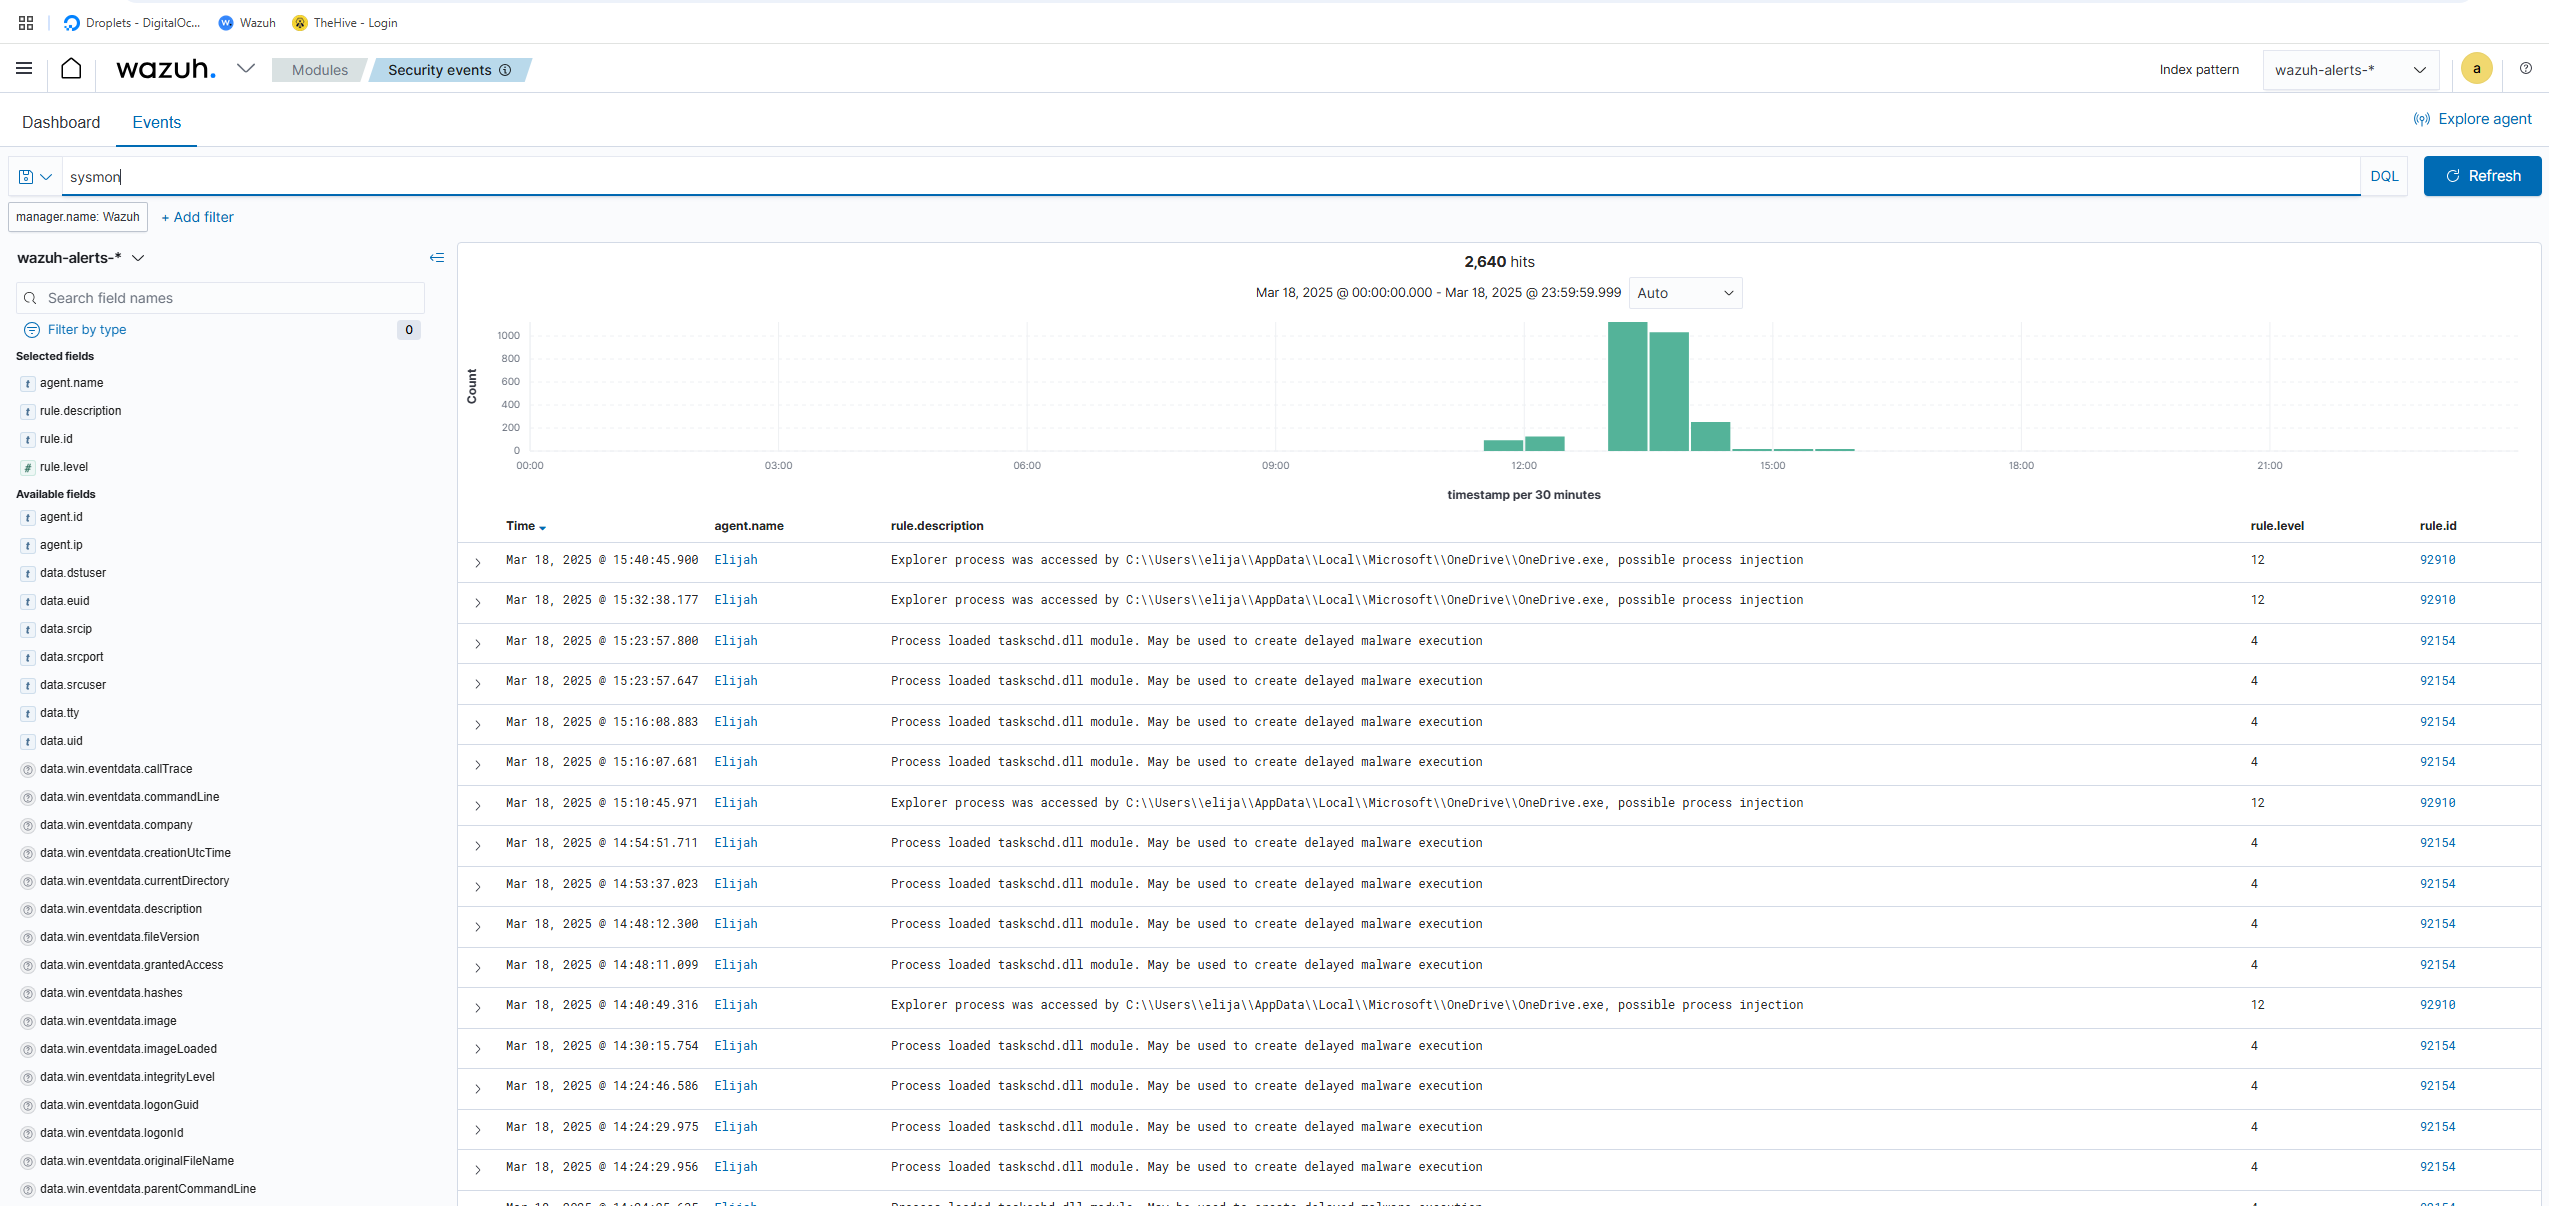 Droplets - DigitalOc... Wazuh TheHive - Login
wazuh. Modules Security events Index pattern wazuh-alerts-* a
Dashboard Events Explore agent
sysmon DQL Refresh
manager.name: Wazuh + Add filter
wazuh-alerts-*
Search field names
Filter by type 0
Selected fields
t agent.name
t rule.description
t rule.id
# rule.level
Available fields
t agent.id
t agent.ip
t data.dstuser
t data.euid
t data.srcip
t data.srcport
t data.srcuser
t data.tty
t data.uid
data.win.eventdata.callTrace
data.win.eventdata.commandLine
data.win.eventdata.company
data.win.eventdata.creationUtcTime
data.win.eventdata.currentDirectory
data.win.eventdata.description
data.win.eventdata.fileVersion
data.win.eventdata.grantedAccess
data.win.eventdata.hashes
data.win.eventdata.image
data.win.eventdata.imageLoaded
data.win.eventdata.integrityLevel
data.win.eventdata.logonGuid
data.win.eventdata.logonId
data.win.eventdata.originalFileName
data.win.eventdata.parentCommandLine
2,640 hits
Mar 18, 2025 @ 00:00:00.000 - Mar 18, 2025 @ 23:59:59.999 Auto
Count
1000
800
600
400
200
0
00:00 03:00 06:00 09:00 12:00 15:00 18:00 21:00
timestamp per 30 minutes
Time agent.name rule.description rule.level rule.id
Mar 18, 2025 @ 15:40:45.900 Elijah Explorer process was accessed by C:\\Users\\elija\\AppData\\Local\\Microsoft\\OneDrive\\OneDrive.exe, possible process injection 12 92910
Mar 18, 2025 @ 15:32:38.177 Elijah Explorer process was accessed by C:\\Users\\elija\\AppData\\Local\\Microsoft\\OneDrive\\OneDrive.exe, possible process injection 12 92910
Mar 18, 2025 @ 15:23:57.800 Elijah Process loaded taskschd.dll module. May be used to create delayed malware execution 4 92154
Mar 18, 2025 @ 15:23:57.647 Elijah Process loaded taskschd.dll module. May be used to create delayed malware execution 4 92154
Mar 18, 2025 @ 15:16:08.883 Elijah Process loaded taskschd.dll module. May be used to create delayed malware execution 4 92154
Mar 18, 2025 @ 15:16:07.681 Elijah Process loaded taskschd.dll module. May be used to create delayed malware execution 4 92154
Mar 18, 2025 @ 15:10:45.971 Elijah Explorer process was accessed by C:\\Users\\elija\\AppData\\Local\\Microsoft\\OneDrive\\OneDrive.exe, possible process injection 12 92910
Mar 18, 2025 @ 14:54:51.711 Elijah Process loaded taskschd.dll module. May be used to create delayed malware execution 4 92154
Mar 18, 2025 @ 14:53:37.023 Elijah Process loaded taskschd.dll module. May be used to create delayed malware execution 4 92154
Mar 18, 2025 @ 14:48:12.300 Elijah Process loaded taskschd.dll module. May be used to create delayed malware execution 4 92154
Mar 18, 2025 @ 14:48:11.099 Elijah Process loaded taskschd.dll module. May be used to create delayed malware execution 4 92154
Mar 18, 2025 @ 14:40:49.316 Elijah Explorer process was accessed by C:\\Users\\elija\\AppData\\Local\\Microsoft\\OneDrive\\OneDrive.exe, possible process injection 12 92910
Mar 18, 2025 @ 14:30:15.754 Elijah Process loaded taskschd.dll module. May be used to create delayed malware execution 4 92154
Mar 18, 2025 @ 14:24:46.586 Elijah Process loaded taskschd.dll module. May be used to create delayed malware execution 4 92154
Mar 18, 2025 @ 14:24:29.975 Elijah Process loaded taskschd.dll module. May be used to create delayed malware execution 4 92154
Mar 18, 2025 @ 14:24:29.956 Elijah Process loaded taskschd.dll module. May be used to create delayed malware execution 4 92154